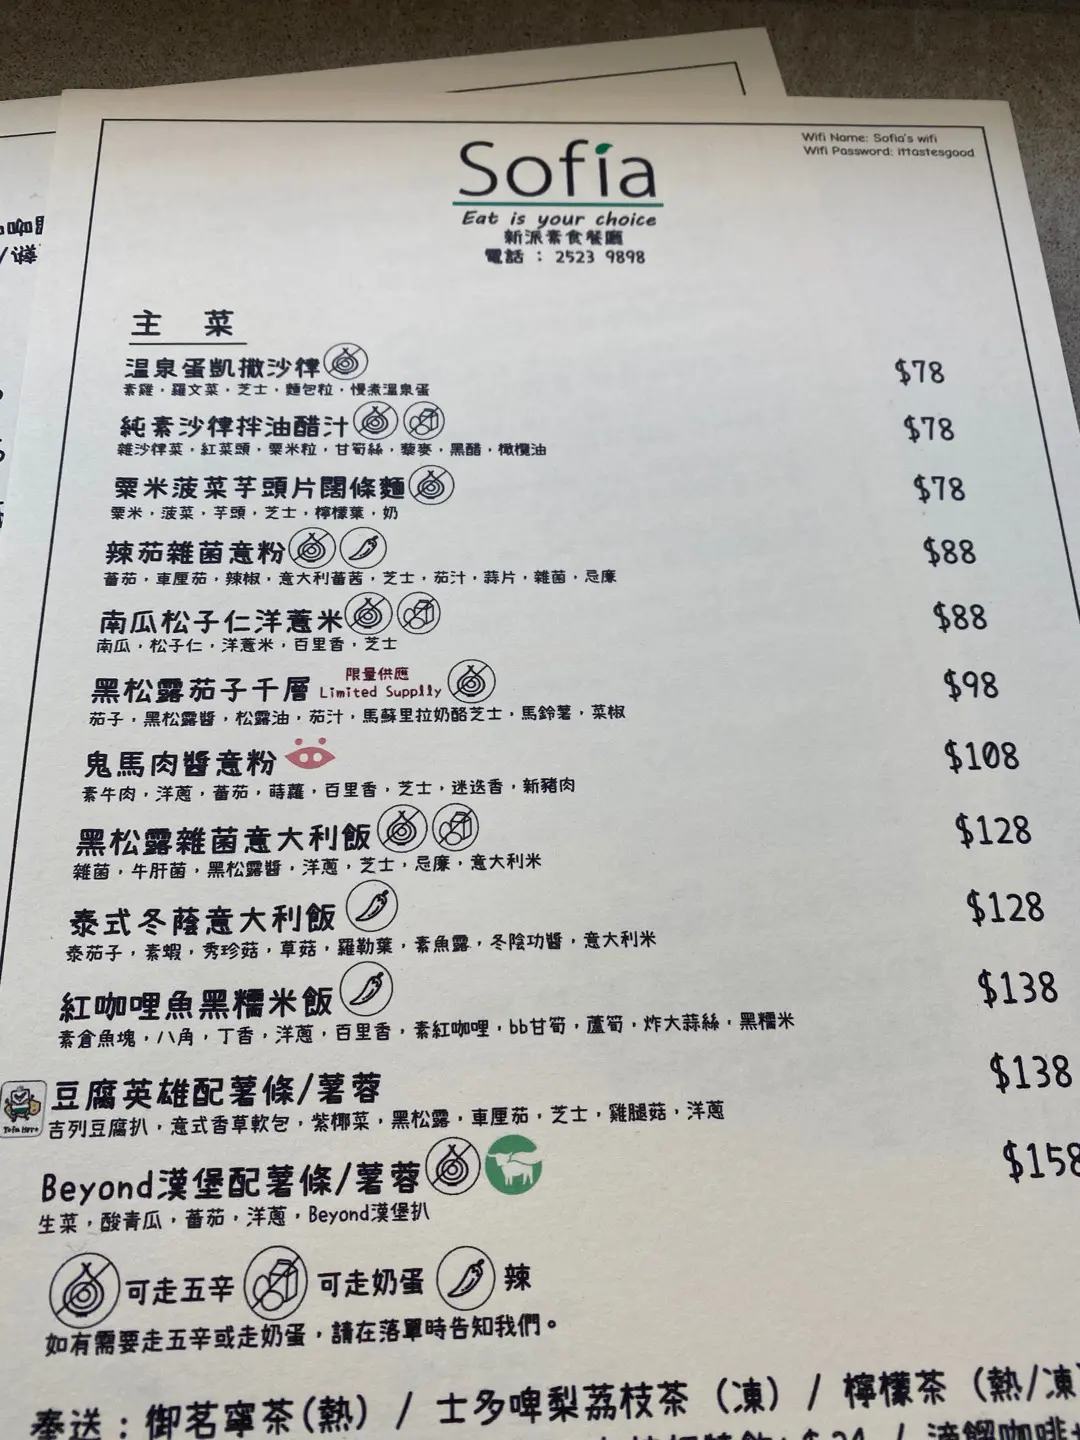 Wifi Name: Sofia's wifi
Wifi Password: ittastesgood
Sofia
Eat is your choice
新派素食餐廳
電話：2523 9898
主 菜
溫泉蛋凱撒沙律 $78
素雞，羅文菜，芝士，麵包粒，慢煮溫泉蛋
純素沙律拌油醋汁 $78
雜沙律菜，紅菜頭，粟米粒，甘筍絲，藜麥，黑醋，橄欖油
粟米菠菜芋頭片闊條麵 $78
粟米，菠菜，芋頭，芝士，檸檬葉，奶
辣茄雜菌意粉 $88
蕃茄，車厘茄，辣椒，意大利蕃茜，芝士，茄汁，蒜片，雜菌，忌廉
南瓜松子仁洋薏米 $88
南瓜，松子仁，洋薏米，百里香，芝士
黑松露茄子千層 限量供應 Limited Supplly $98
茄子，黑松露醬，松露油，茄汁，馬蘇里拉奶酪芝士，馬鈴薯，菜椒
鬼馬肉醬意粉 $108
素牛肉，洋蔥，蕃茄，蒔蘿，百里香，芝士，迷迭香，新豬肉
黑松露雜菌意大利飯 $128
雜菌，牛肝菌，黑松露醬，洋蔥，芝士，忌廉，意大利米
泰式冬蔭意大利飯 $128
泰茄子，素蝦，秀珍菇，草菇，羅勒葉，素魚露，冬陰功醬，意大利米
紅咖哩魚黑糯米飯 $138
素倉魚塊，八角，丁香，洋蔥，百里香，素紅咖哩，bb甘筍，蘆筍，炸大蒜絲，黑糯米
豆腐英雄配薯條/薯蓉 $138
吉列豆腐扒，意式香草軟包，紫椰菜，黑松露，車厘茄，芝士，雞腿菇，洋蔥
Beyond漢堡配薯條/薯蓉 $158
生菜，酸青瓜，蕃茄，洋蔥，Beyond漢堡扒
可走五辛 可走奶蛋 辣
如有需要走五辛或走奶蛋，請在落單時告知我們。
奉送：御茗寧茶(熱) / 士多啤梨荔枝茶（凍）/ 檸檬茶（熱/凍